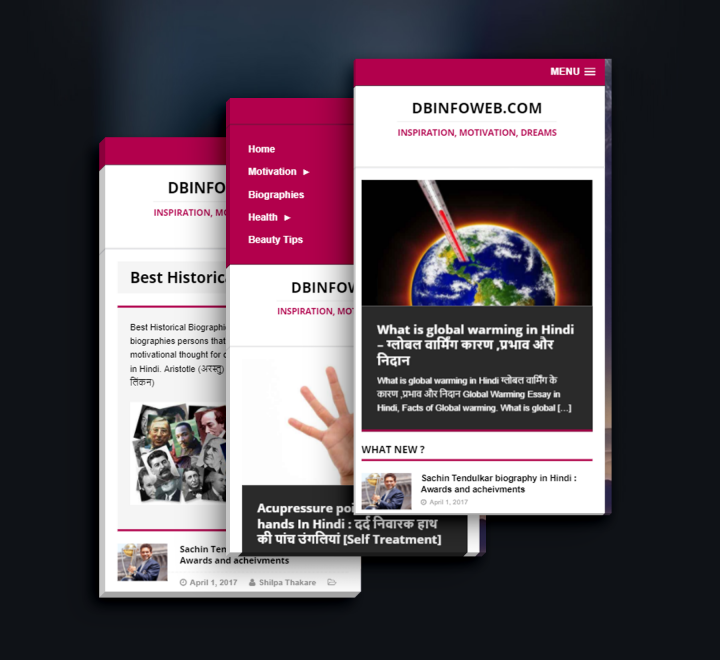 MENU
DBINFOWEB.COM
INSPIRATION, MOTIVATION, DREAMS
What is global warming in Hindi
– ग्लोबल वार्मिंग कारण ,प्रभाव और
निदान
What is global warming in Hindi ग्लोबल वार्मिंग के
कारण ,प्रभाव और निदान Global Warming Essay in
Hindi, Facts of Global warming. What is global [...]
WHAT NEW ?
Sachin Tendulkar biography in Hindi :
Awards and acheivments
April 1, 2017
Home
Motivation
Biographies
Health
Beauty Tips
DBINFOW
INSPIRATION, MOT
Acupressure poi
hands In Hindi : दर्द निवारक हाथ
की पांच उंगलियां [Self Treatment]
DBINFO
INSPIRATION, MO
Best Historic
Best Historical Biographi
biographies persons that
motivational thought for
in Hindi. Aristotle (अरस्तु)
लिंकन)
Sachin Ten
Awards and acheivments
April 1, 2017 Shilpa Thakare